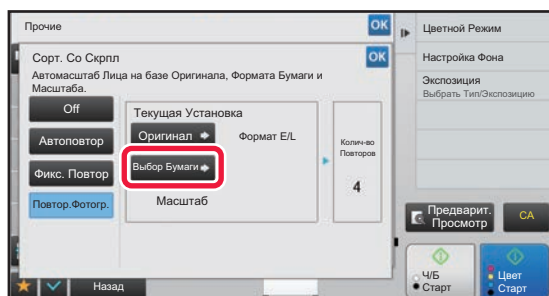 Прочие
OK
Сорт. Со Скрпл
OK
Автомасштаб Лица на базе Оригинала, Формата Бумаги и
Масштаба.
Off
Автоповтор
Фикс. Повтор
Повтор.Фотогр.
Текущая Установка
Оригинал
Формат E/L
Выбор Бумаги
Масштаб
Колич-во
Повторов
4
Назад
Цветной Режим
Настройка Фона
Экспозиция
Выбрать Тип/Экспозицию
Предварит.
Просмотр
CA
Ч/Б
Старт
Цвет
Старт